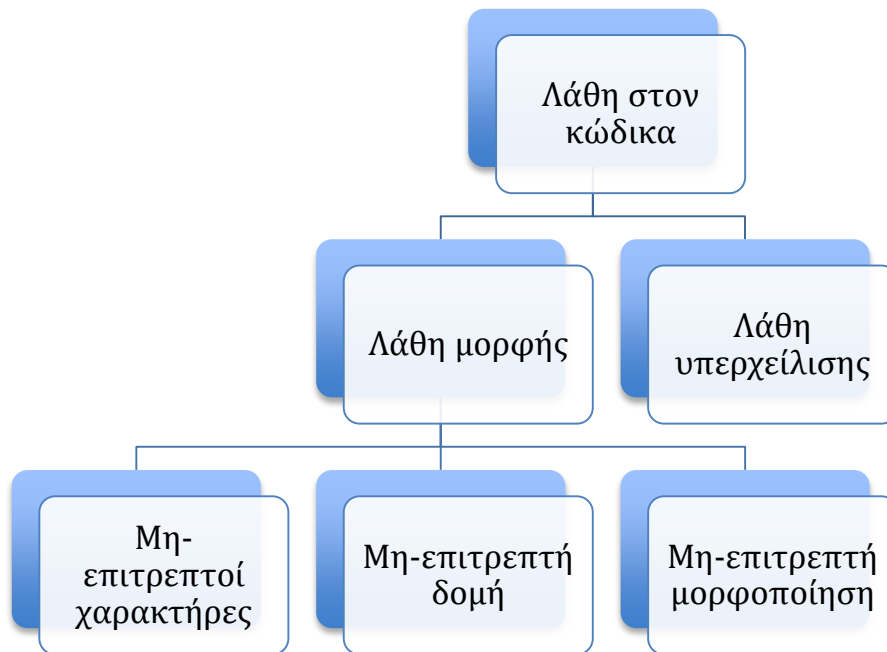 Λάθη στον
κώδικα
Λάθη μορφής
Λάθη
υπερχείλισης
Μη-
επιτρεπτοί
χαρακτήρες
Μη-επιτρεπτή
δομή
Μη-επιτρεπτή
μορφοποίηση